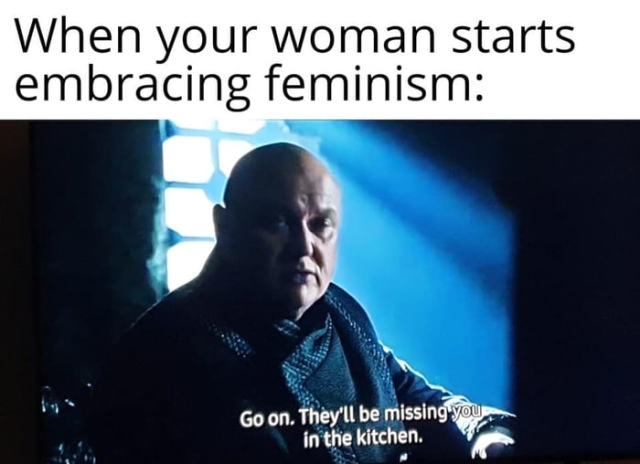 When your woman starts
embracing feminism:
Go on. They'll be missing you
in the kitchen.